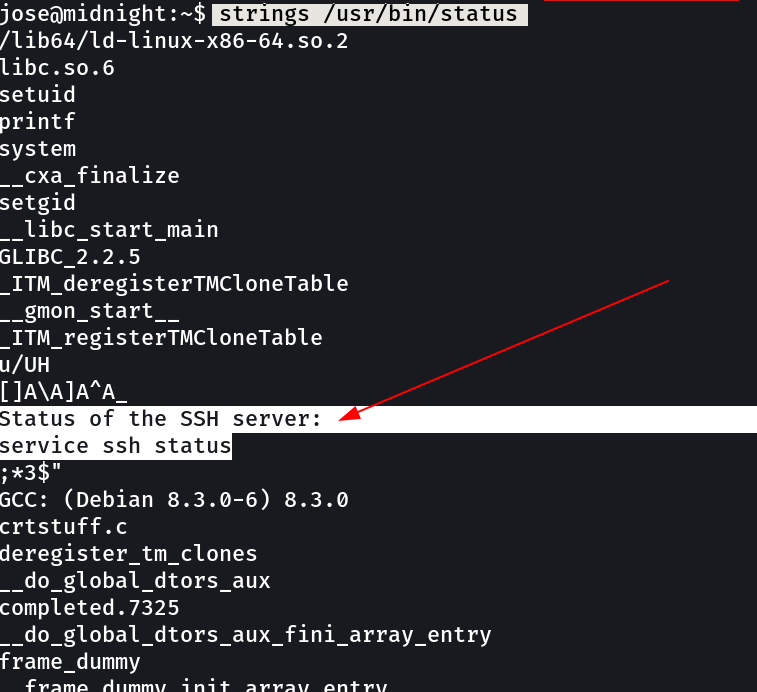 jose@midnight:~$ strings /usr/bin/status
/lib64/ld-linux-x86-64.so.2
libc.so.6
setuid
printf
system
__cxa_finalize
setgid
__libc_start_main
GLIBC_2.2.5
_ITM_deregisterTMCloneTable
__gmon_start__
_ITM_registerTMCloneTable
u/UH
[]A\A]A^A_
Status of the SSH server:
service ssh status
;*3$"
GCC: (Debian 8.3.0-6) 8.3.0
crtstuff.c
deregister_tm_clones
__do_global_dtors_aux
completed.7325
__do_global_dtors_aux_fini_array_entry
frame_dummy
__frame_dummy_init_array_entry